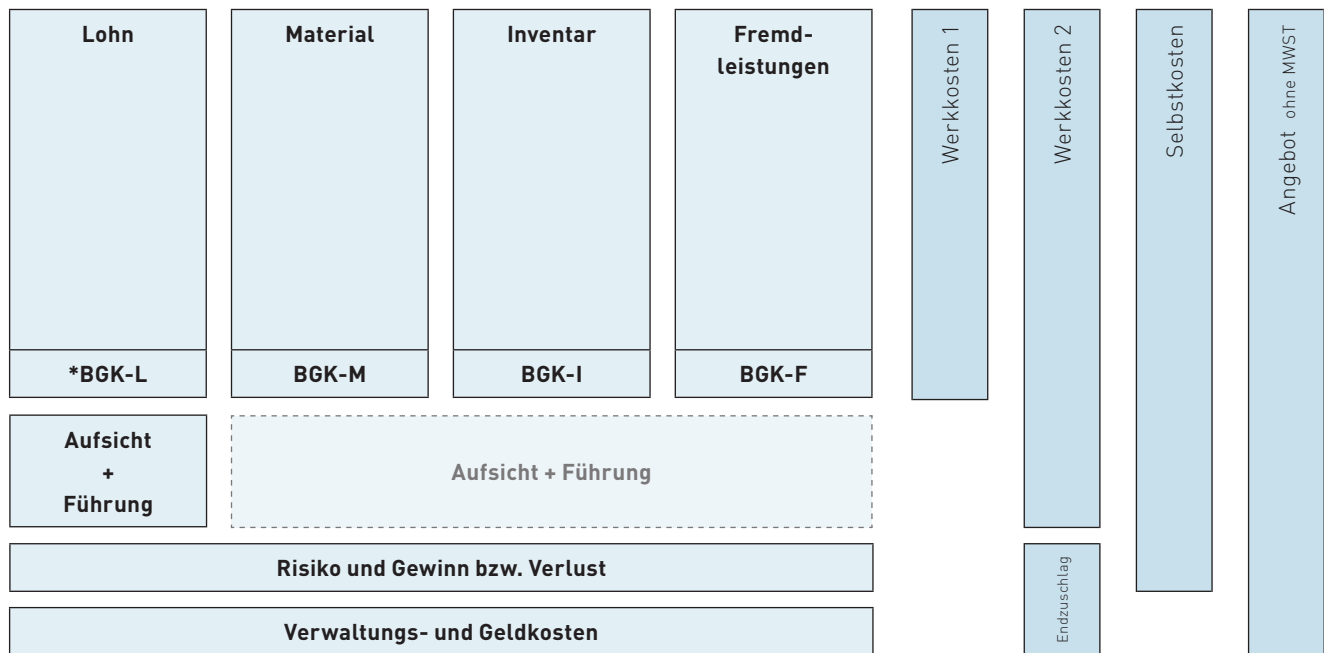 Lohn
Material
Inventar
Fremd-
leistungen
Werkkosten 1
Werkkosten 2
Selbstkosten
Angebot ohne MWST
*BGK-L
BGK-M
BGK-I
BGK-F
Aufsicht
+
Führung
Aufsicht + Führung
Risiko und Gewinn bzw. Verlust
Endzuschlag
Verwaltungs- und Geldkosten